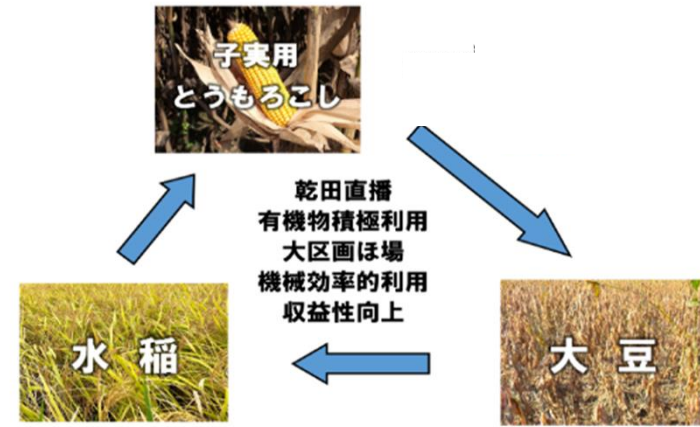 子実用
とうもろこし
乾田直播
有機物積極利用
大区画ほ場
機械効率的利用
収益性向上
水 稲
大 豆